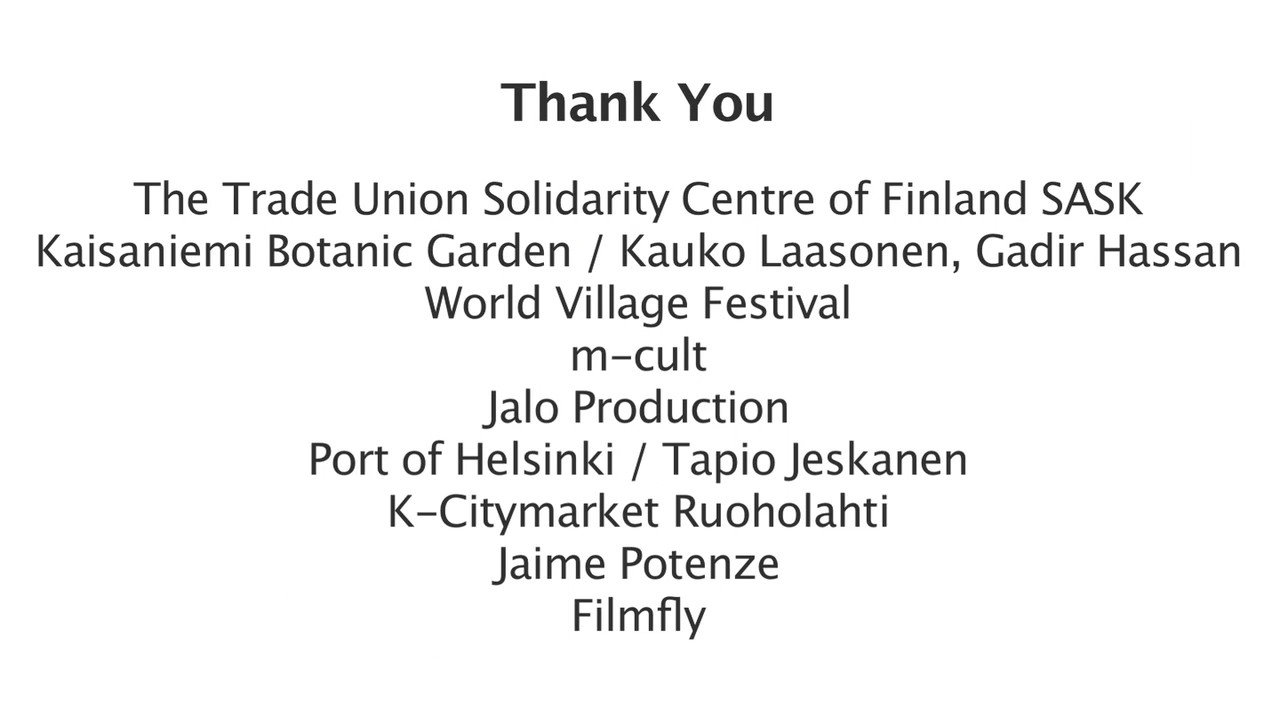 Thank You
The Trade Union Solidarity Centre of Finland SASK
Kaisaniemi Botanic Garden / Kauko Laasonen, Gadir Hassan
World Village Festival
m-cult
Jalo Production
Port of Helsinki / Tapio Jeskanen
K-Citymarket Ruoholahti
Jaime Potenze
Filmfly